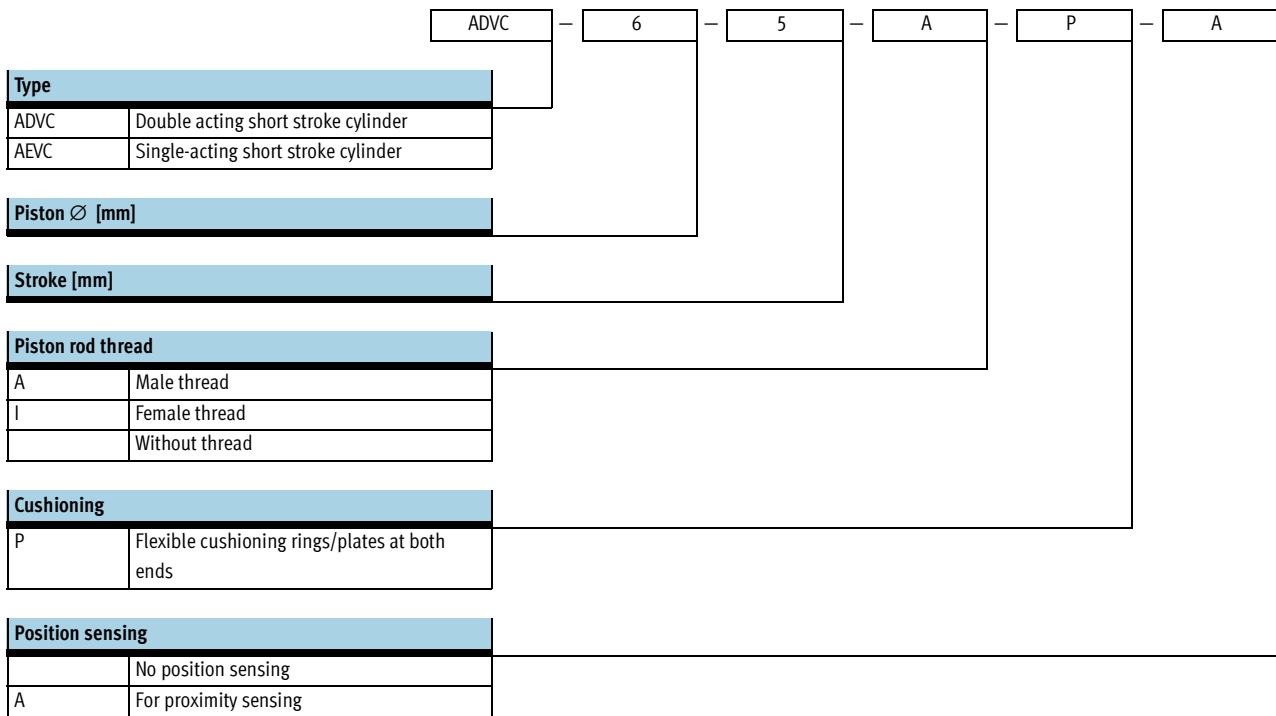 ADVC — 6 — 5 — A — P — A
Type
ADVC Double acting short stroke cylinder
AEVC Single-acting short stroke cylinder
Piston ∅ [mm]
Stroke [mm]
Piston rod thread
A Male thread
I Female thread
Without thread
Cushioning
P Flexible cushioning rings/plates at both
ends
Position sensing
No position sensing
A For proximity sensing